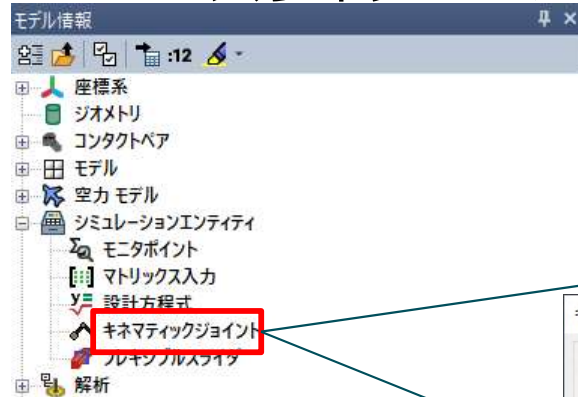 モデル情報
:12
座標系
ジオメトリ
コンタクトペア
モデル
空力 モデル
シミュレーションエンティティ
モニタポイント
マトリックス入力
設計方程式
キネマティックジョイント
フレキシブルスライダ
解析